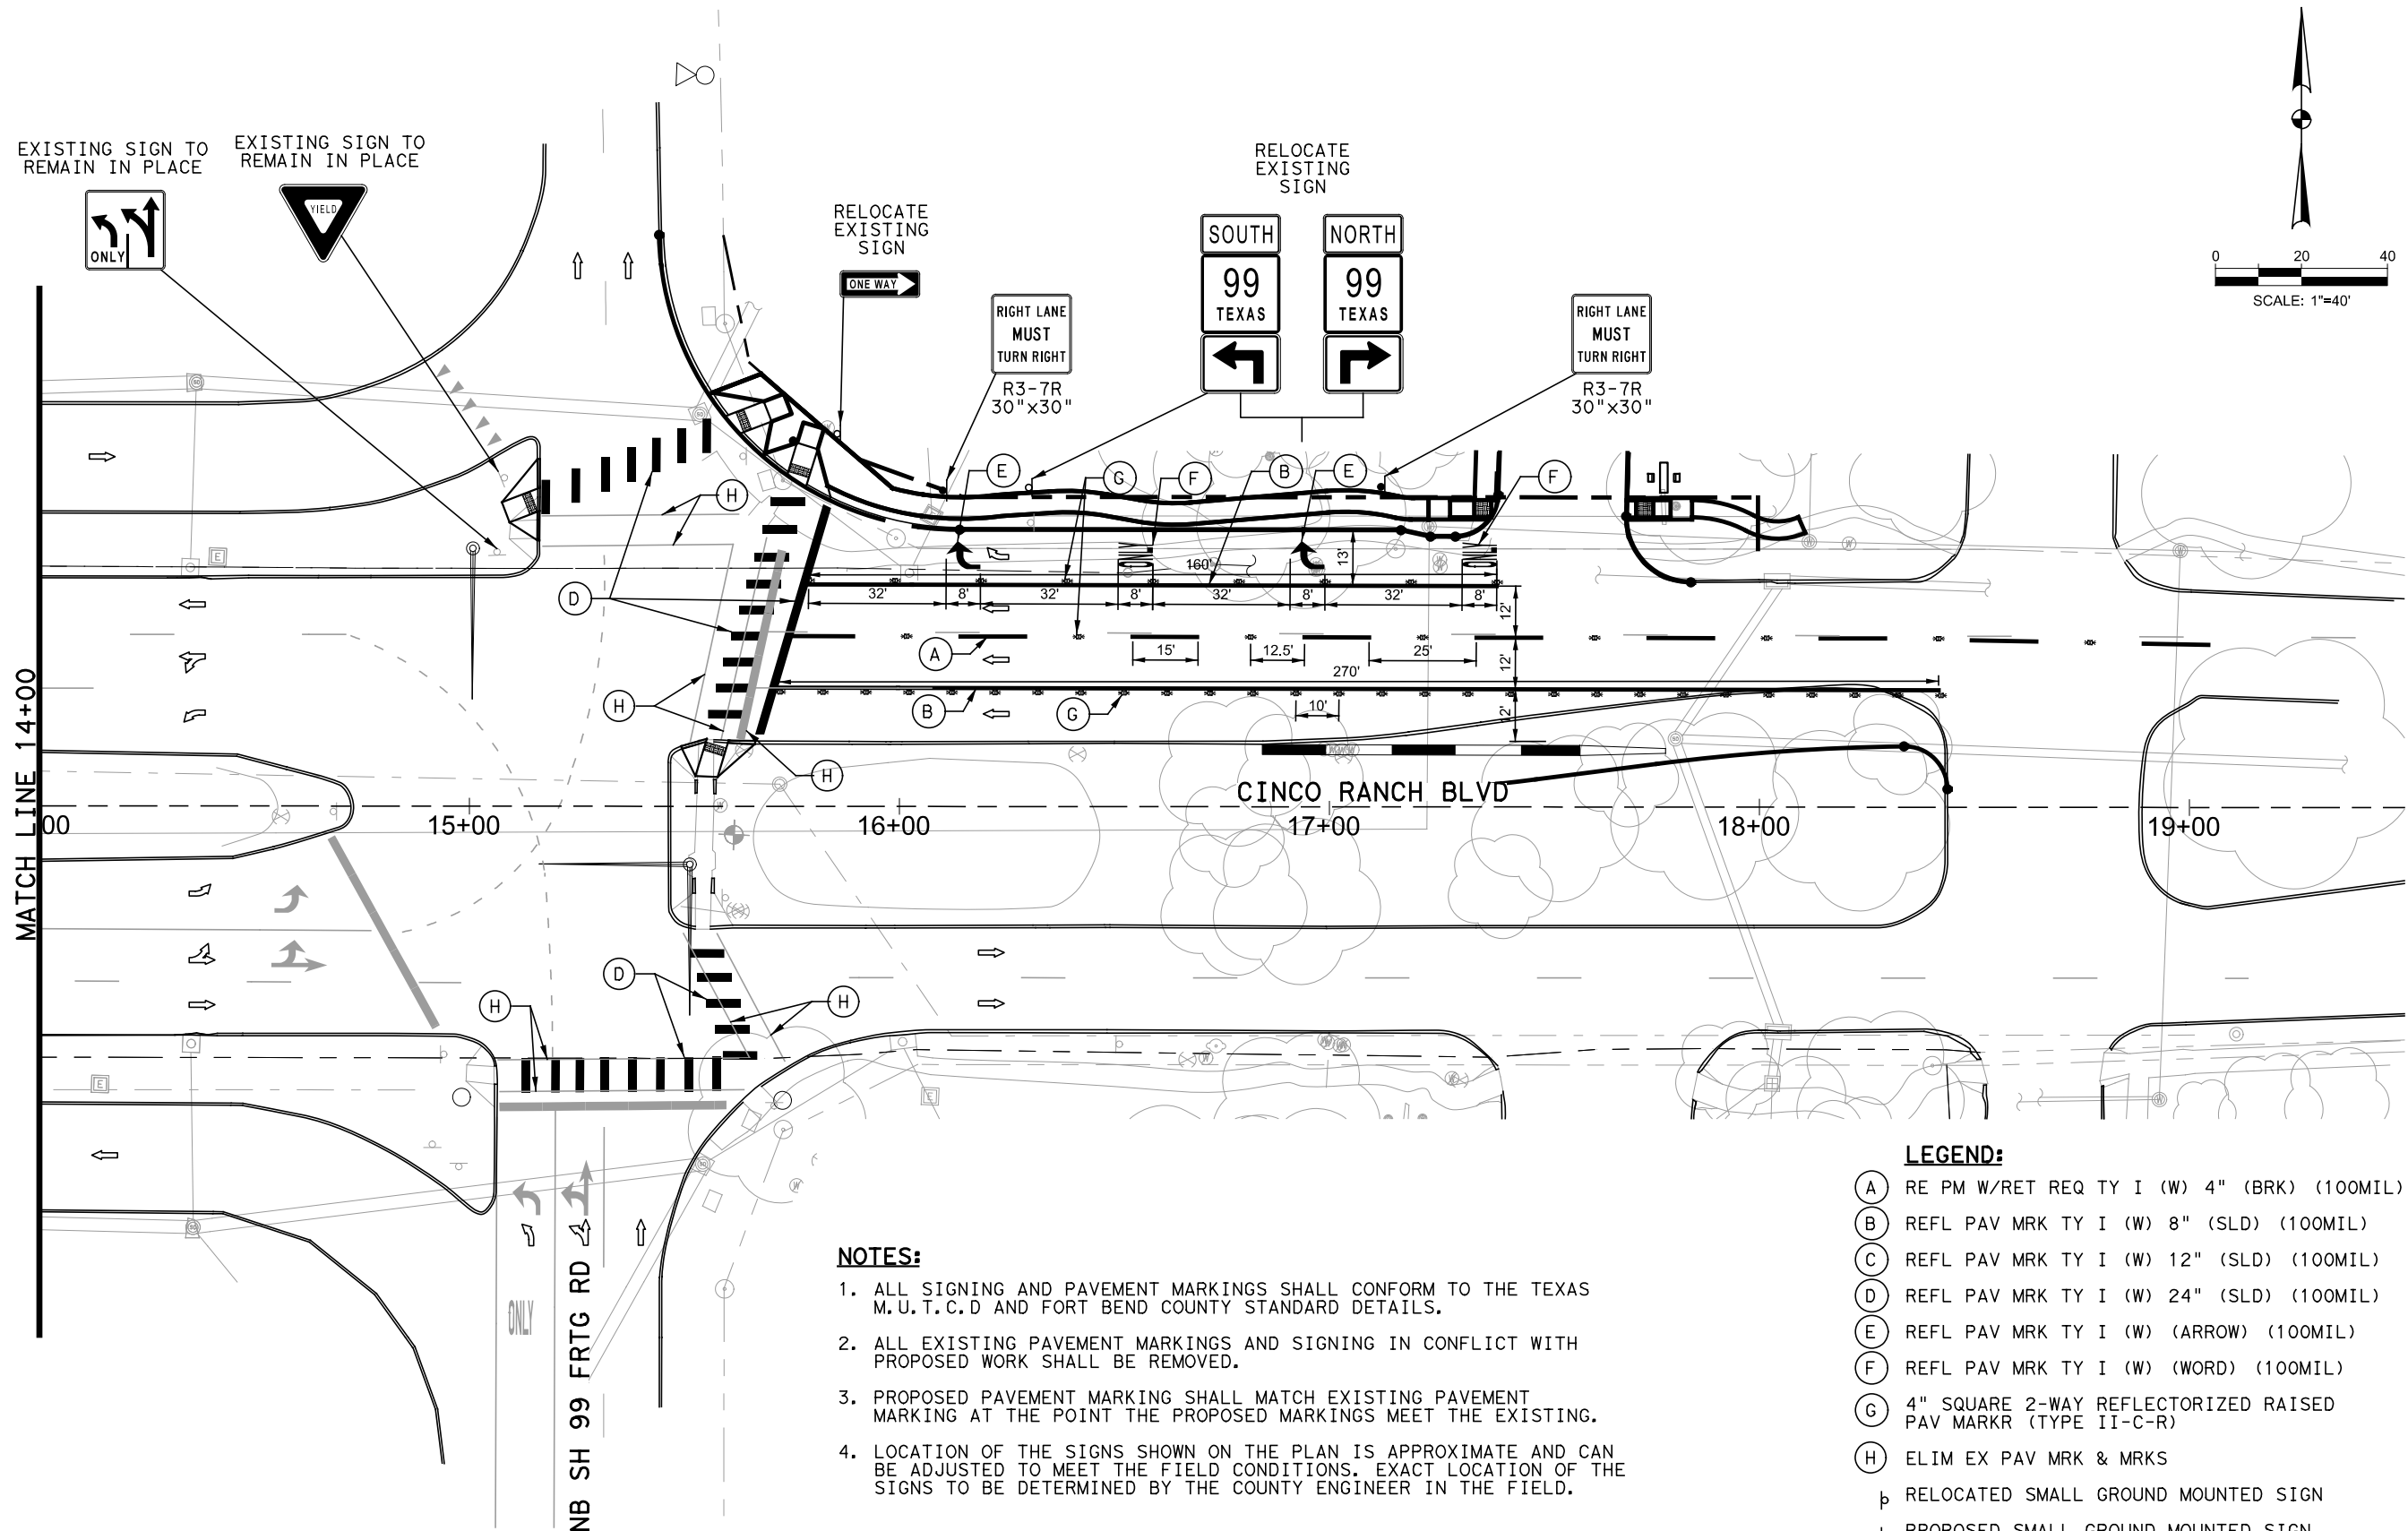 EXISTING SIGN TO
REMAIN IN PLACE
ONLY
EXISTING SIGN TO
REMAIN IN PLACE
YIELD
RELOCATE
EXISTING
SIGN
ONE WAY
RIGHT LANE
MUST
TURN RIGHT
R3-7R
30"x30"
RELOCATE
EXISTING
SIGN
SOUTH
99
TEXAS
NORTH
99
TEXAS
RIGHT LANE
MUST
TURN RIGHT
R3-7R
30"x30"
0 20 40
SCALE: 1"=40'
E
G
F
B
E
F
H
D
160'
13'
32'
8'
32'
8'
32'
8'
32'
8'
12'
A
15'
12.5'
25'
12'
270'
H
B
G
10'
12'
H
CINCO RANCH BLVD
MATCH LINE 14+00
00
15+00
16+00
17+00
18+00
19+00
D
H
H
E
E
E
ONLY
NB SH 99 FRTG RD
NOTES:
1. ALL SIGNING AND PAVEMENT MARKINGS SHALL CONFORM TO THE TEXAS
M.U.T.C.D AND FORT BEND COUNTY STANDARD DETAILS.
2. ALL EXISTING PAVEMENT MARKINGS AND SIGNING IN CONFLICT WITH
PROPOSED WORK SHALL BE REMOVED.
3. PROPOSED PAVEMENT MARKING SHALL MATCH EXISTING PAVEMENT
MARKING AT THE POINT THE PROPOSED MARKINGS MEET THE EXISTING.
4. LOCATION OF THE SIGNS SHOWN ON THE PLAN IS APPROXIMATE AND CAN
BE ADJUSTED TO MEET THE FIELD CONDITIONS. EXACT LOCATION OF THE
SIGNS TO BE DETERMINED BY THE COUNTY ENGINEER IN THE FIELD.
LEGEND:
A RE PM W/RET REQ TY I (W) 4" (BRK) (100MIL)
B REFL PAV MRK TY I (W) 8" (SLD) (100MIL)
C REFL PAV MRK TY I (W) 12" (SLD) (100MIL)
D REFL PAV MRK TY I (W) 24" (SLD) (100MIL)
E REFL PAV MRK TY I (W) (ARROW) (100MIL)
F REFL PAV MRK TY I (W) (WORD) (100MIL)
G 4" SQUARE 2-WAY REFLECTORIZED RAISED
PAV MARKR (TYPE II-C-R)
H ELIM EX PAV MRK & MRKS
RELOCATED SMALL GROUND MOUNTED SIGN
PROPOSED SMALL GROUND MOUNTED SIGN